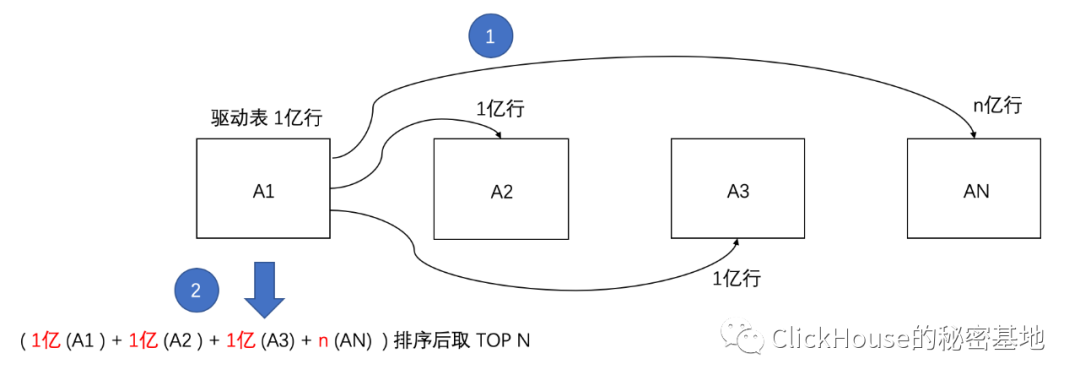 1
n亿行
1亿行
驱动表 1亿行
A1
A2
A3
AN
1亿行
2
( 1亿 (A1 ) + 1亿 (A2 ) + 1亿 (A3) + n (AN) ) 排序后取 TOP N
ClickHouse的秘密基地